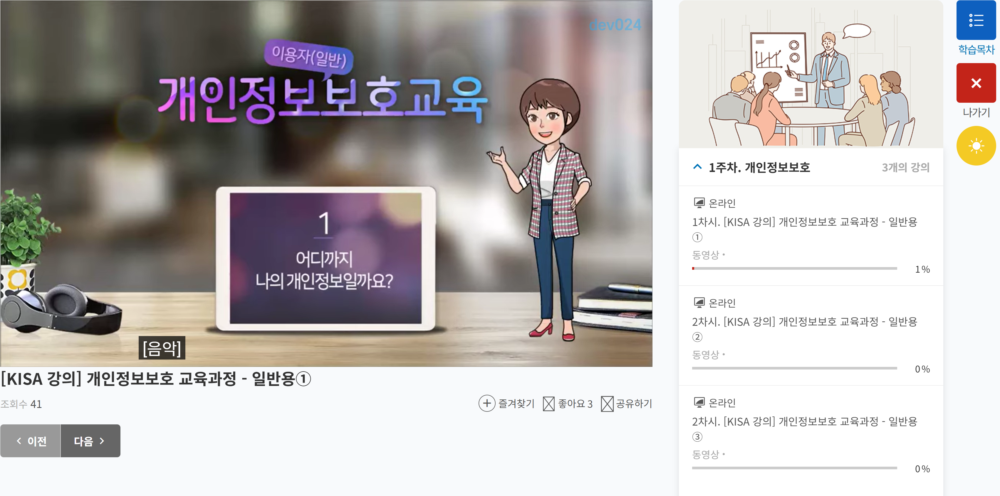 dev024
이용자(일반)
개인정보보호교육
1
어디까지
나의 개인정보일까요?
[음악]
[KISA 강의] 개인정보보호 교육과정 - 일반용①
조회수 41
즐겨찾기
좋아요 3
공유하기
이전
다음
1주차. 개인정보보호
3개의 강의
온라인
1차시. [KISA 강의] 개인정보보호 교육과정 - 일반용
①
동영상 •
1%
온라인
2차시. [KISA 강의] 개인정보보호 교육과정 - 일반용
②
동영상 •
0%
온라인
2차시. [KISA 강의] 개인정보보호 교육과정 - 일반용
③
동영상 •
0%
학습목차
나가기